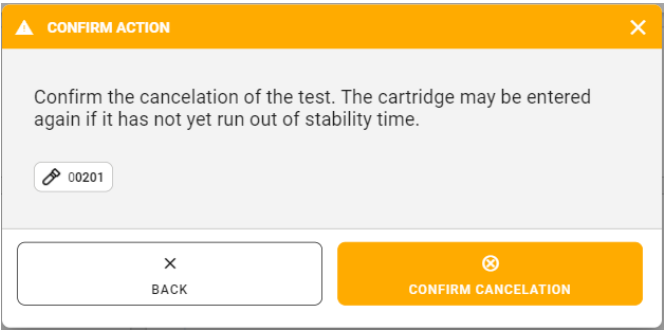 CONFIRM ACTION
Confirm the cancelation of the test. The cartridge may be entered
again if it has not yet run out of stability time.
00201
BACK
CONFIRM CANCELATION